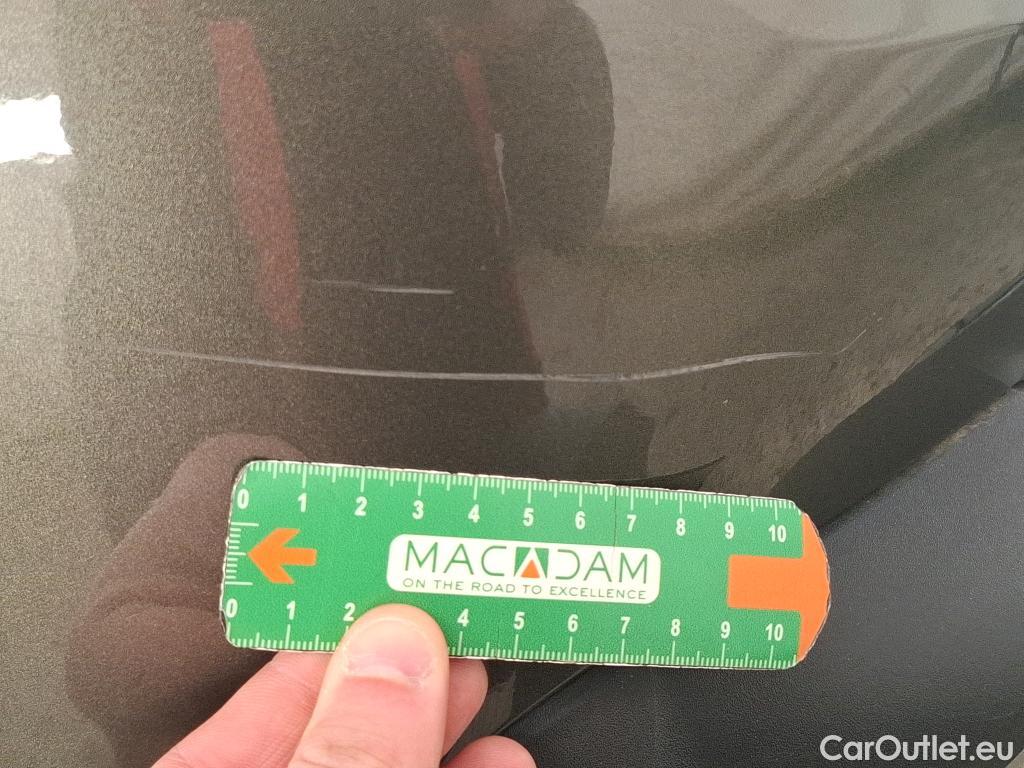 0 1 2 3 4 5 6 7 8 9 10
MACADAM
ON THE ROAD TO EXCELLENCE
0 1 2 4 5 6 7 8 9 10
CarOutlet.eu